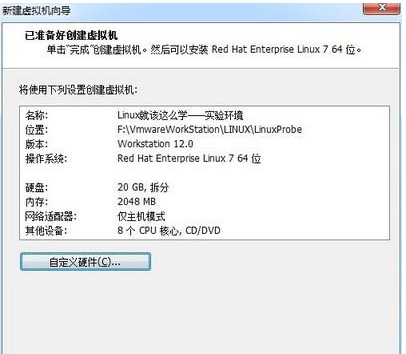 新建虚拟机向导
已准备好创建虚拟机
单击"完成"创建虚拟机。然后可以安装 Red Hat Enterprise Linux 7 64 位。
将使用下列设置创建虚拟机:
名称: Linux就该这么学——实验环境
位置: F:\VmwareWorkStation\LINUX\LinuxProbe
版本: Workstation 12.0
操作系统: Red Hat Enterprise Linux 7 64 位
硬盘: 20 GB, 拆分
内存: 2048 MB
网络适配器: 仅主机模式
其他设备: 8 个 CPU 核心, CD/DVD
自定义硬件(C)...